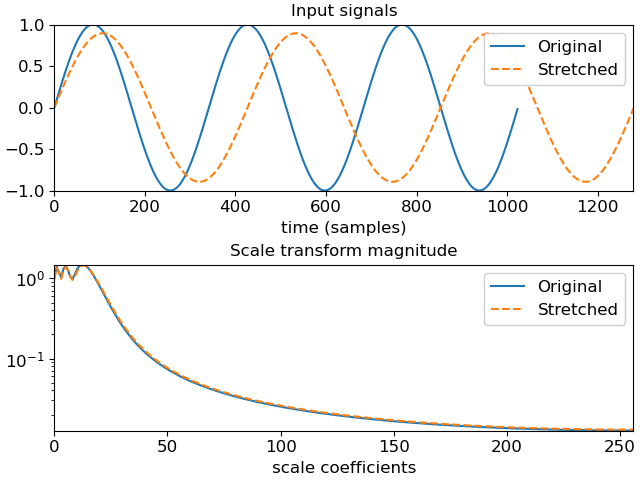 Input signals
1.0
0.5
0.0
−0.5
−1.0
Original
Stretched
0 200 400 600 800 1000 1200
time (samples)
Scale transform magnitude
10⁰
10⁻¹
Original
Stretched
0 50 100 150 200 250
scale coefficients